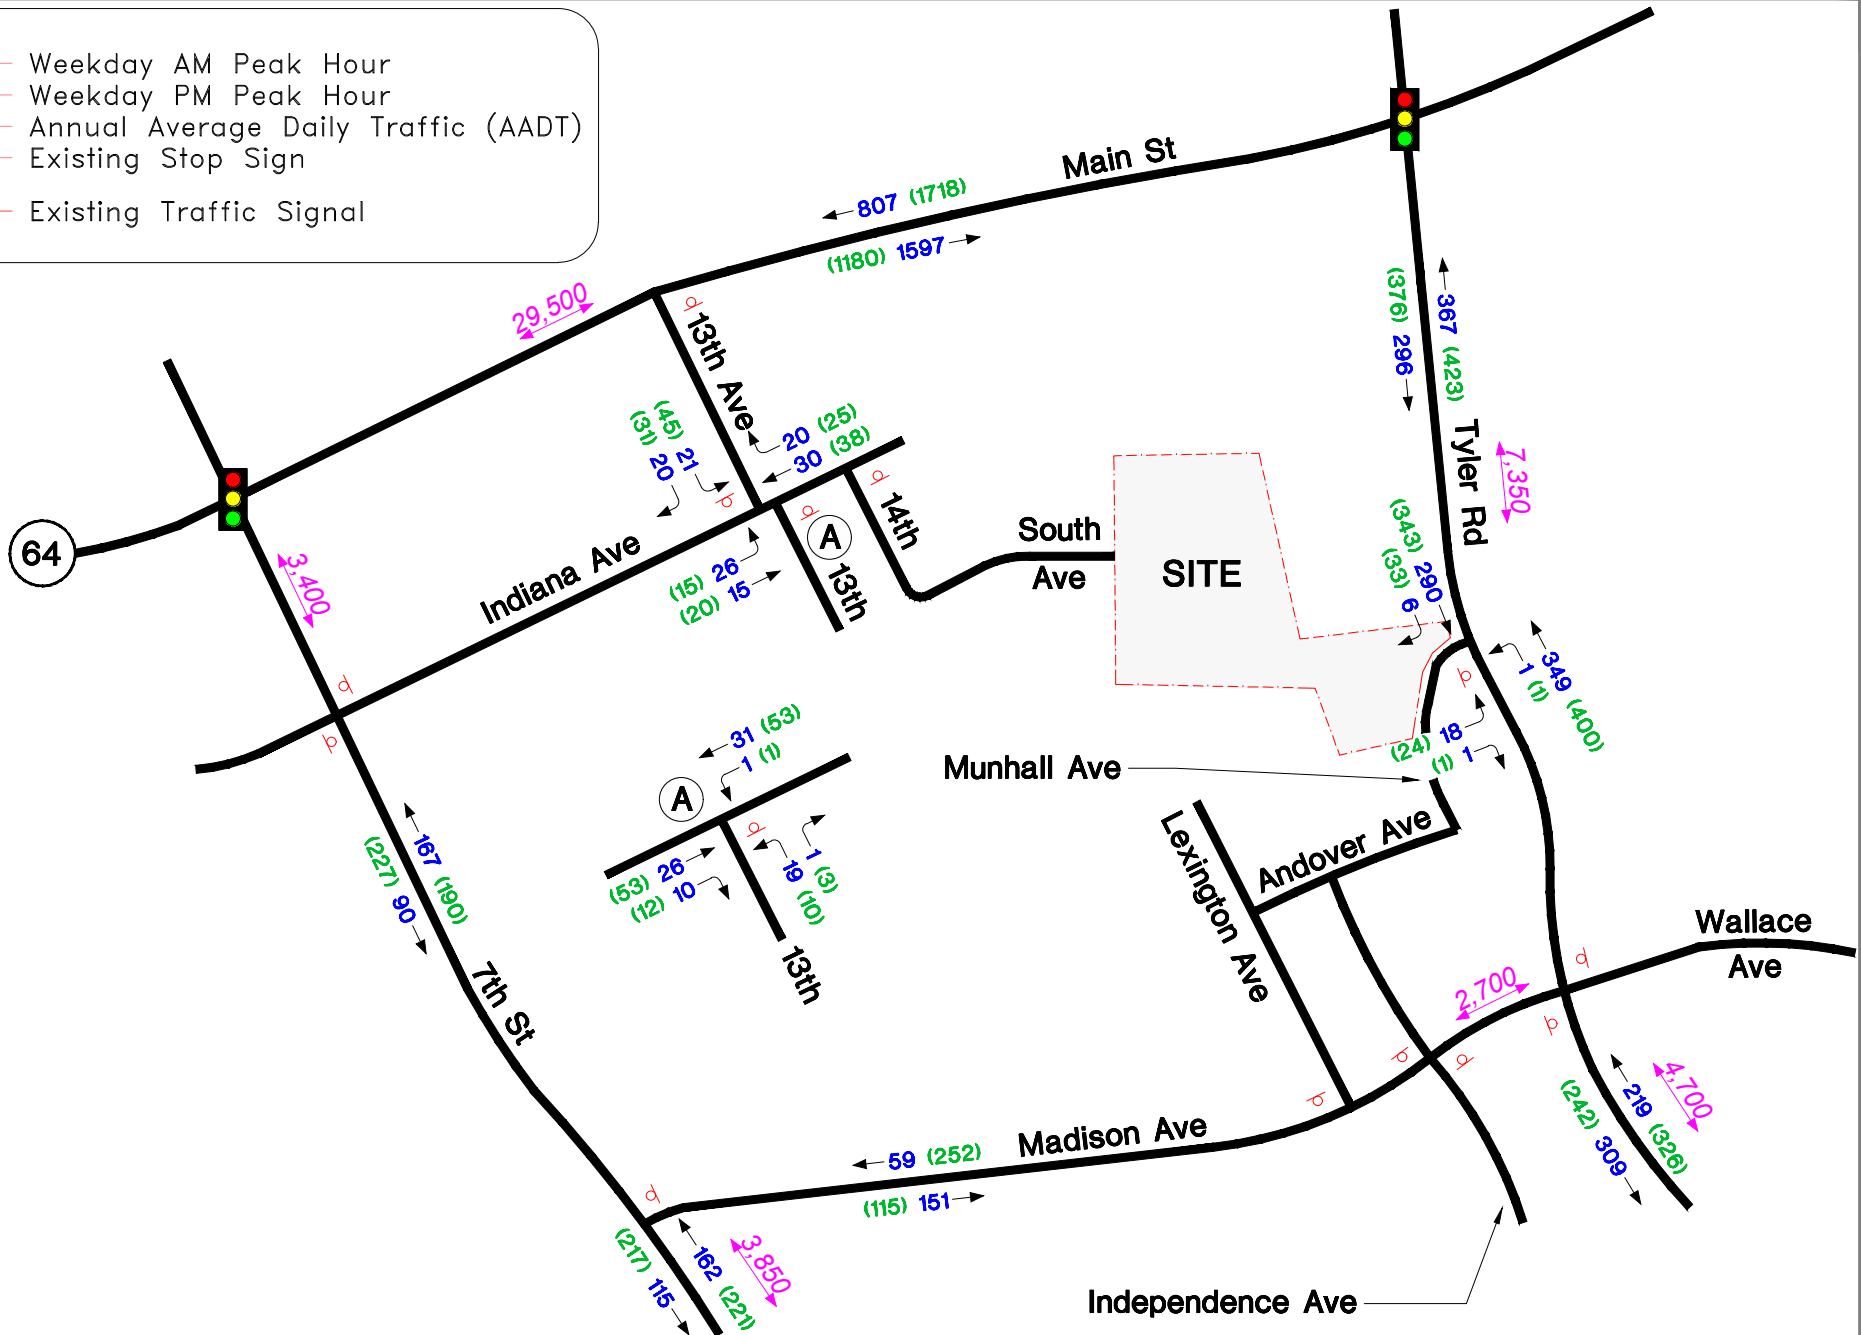 Weekday AM Peak Hour
Weekday PM Peak Hour
Annual Average Daily Traffic (AADT)
Existing Stop Sign
Existing Traffic Signal
Main St
807 (1718)
(1180) 1597
29,500
13th Ave
367 (423)
(376) 296
Tyler Rd
7,350
20 (25)
30 (38)
(45) 21
(31) 20
64
3,400
Indiana Ave
(15) 26
(20) 15
A
13th
14th
South
Ave
SITE
(343) 290
(33) 6
349 (400)
1 (1)
(24) 18
(1) 1
31 (53)
1 (1)
A
(53) 26
(12) 10
1 (3)
19 (10)
13th
Munhall Ave
Lexington Ave
Andover Ave
Wallace
Ave
167 (190)
(227) 90
7th St
2,700
4,700
219 (326)
(242) 309
Madison Ave
59 (252)
(115) 151
162 (221)
(217) 115
3,850
Independence Ave